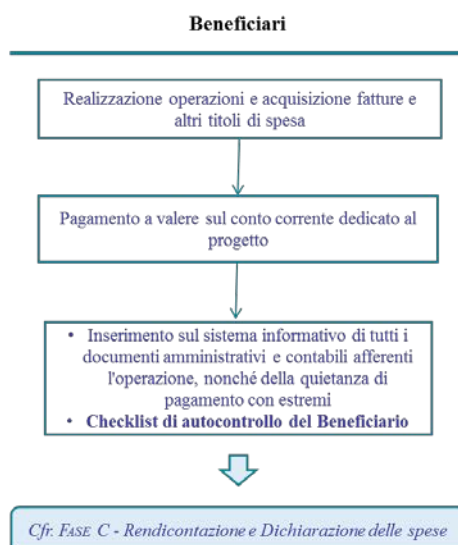 Beneficiari
Realizzazione operazioni e acquisizione fatture e
altri titoli di spesa
Pagamento a valere sul conto corrente dedicato al
progetto
• Inserimento sul sistema informativo di tutti i
documenti amministrativi e contabili afferenti
l'operazione, nonché della quietanza di
pagamento con estremi
• Checklist di autocontrollo del Beneficiario
Cfr. FASE C - Rendicontazione e Dichiarazione delle spese